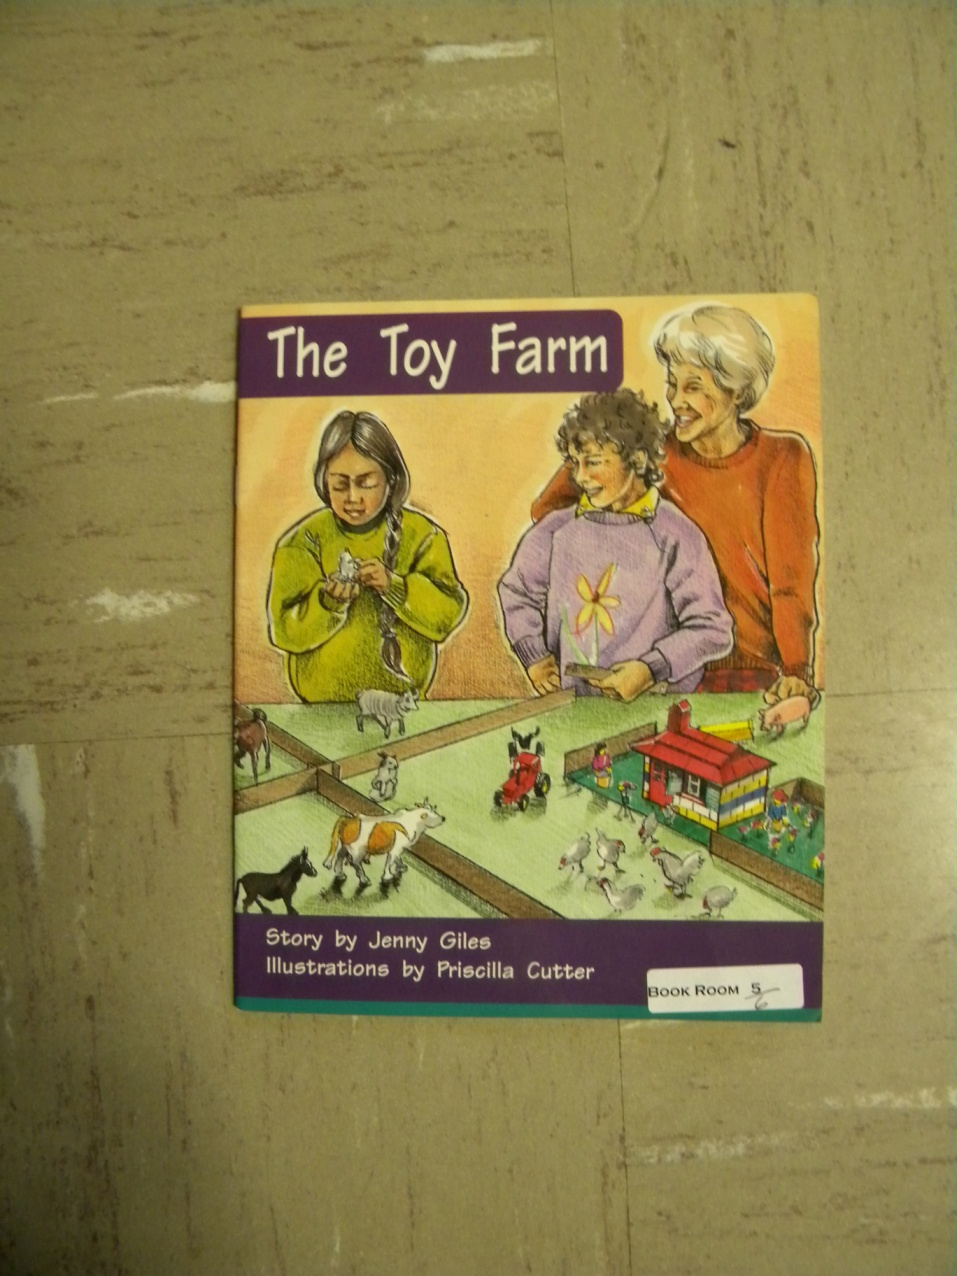 The Toy Farm
Story by Jenny Giles
Illustrations by Priscilla Cutter
Book Room 5/6